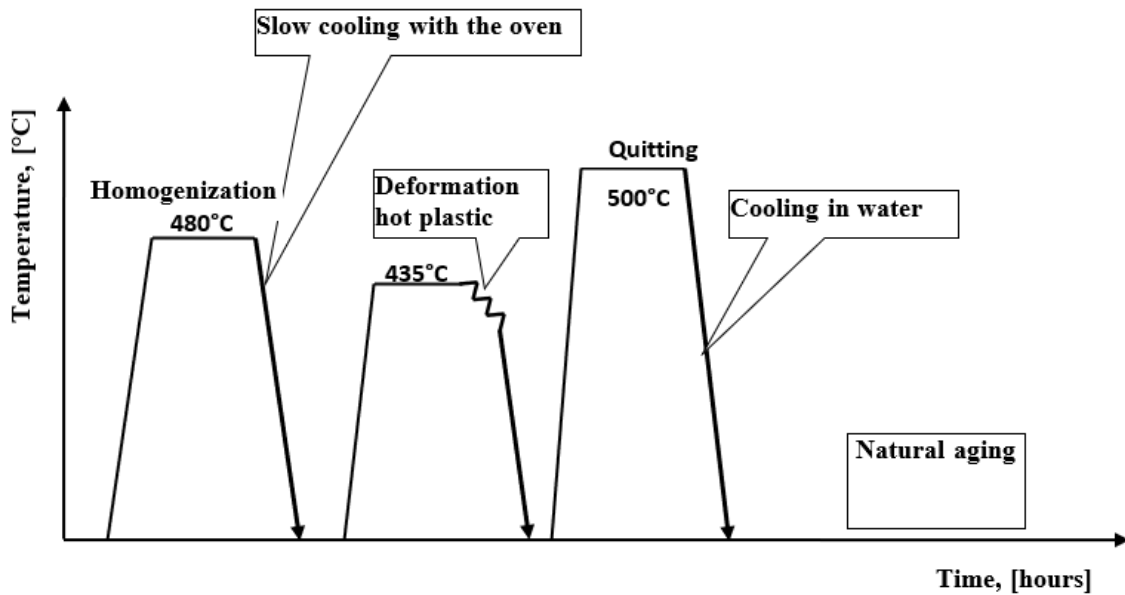 Slow cooling with the oven
Temperature, [°C]
Homogenization
480°C
Deformation
hot plastic
435°C
Quitting
500°C
Cooling in water
Natural aging
Time, [hours]